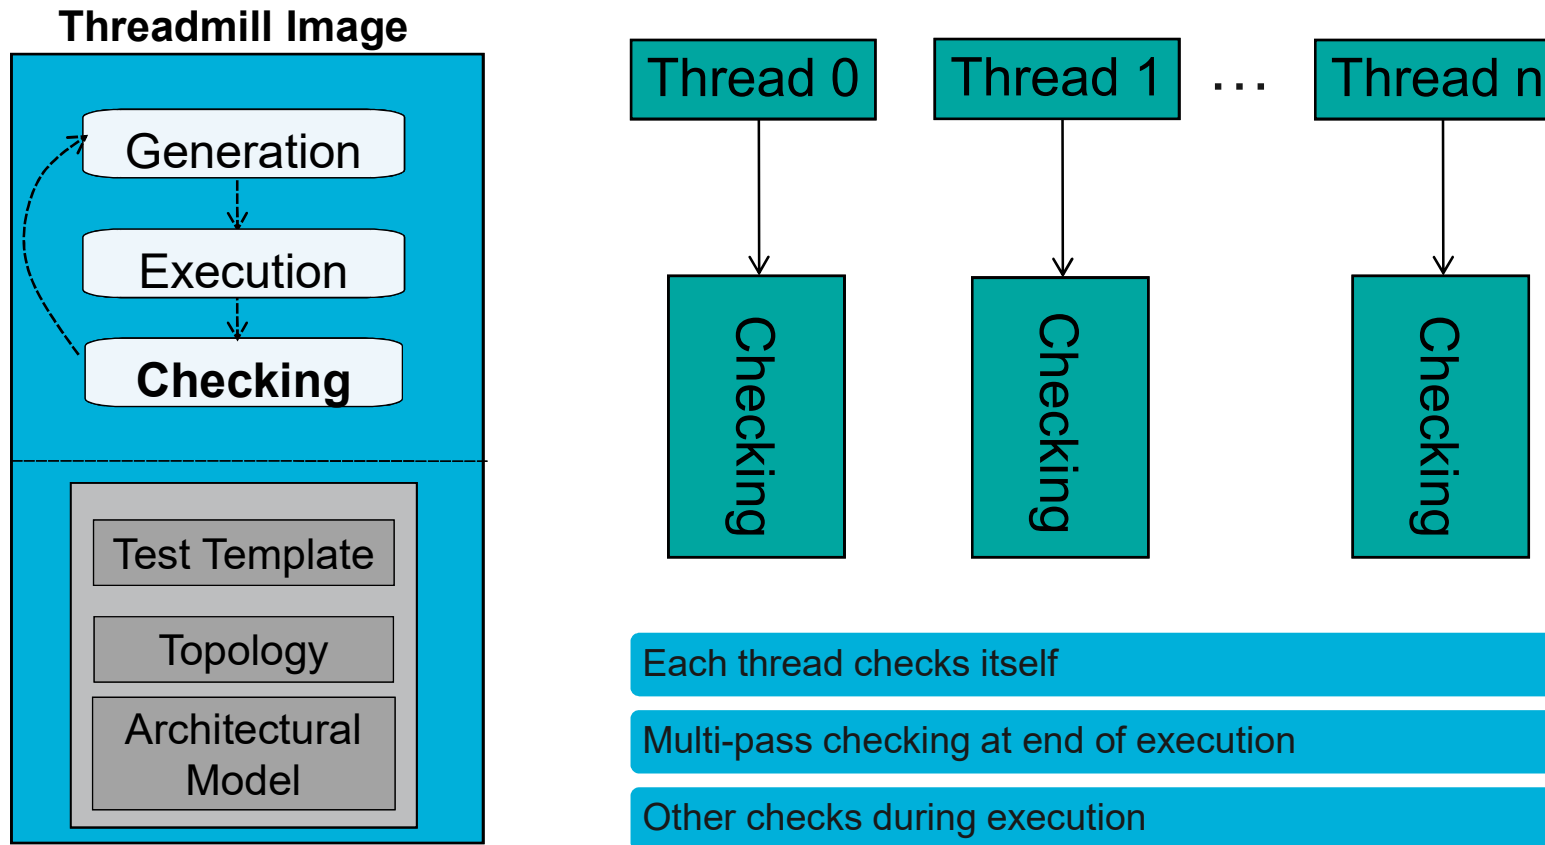 Threadmill Image
Generation
Execution
Checking
Test Template
Topology
Architectural
Model
Thread 0
Thread 1
...
Thread n
Checking
Checking
Checking
Each thread checks itself
Multi-pass checking at end of execution
Other checks during execution